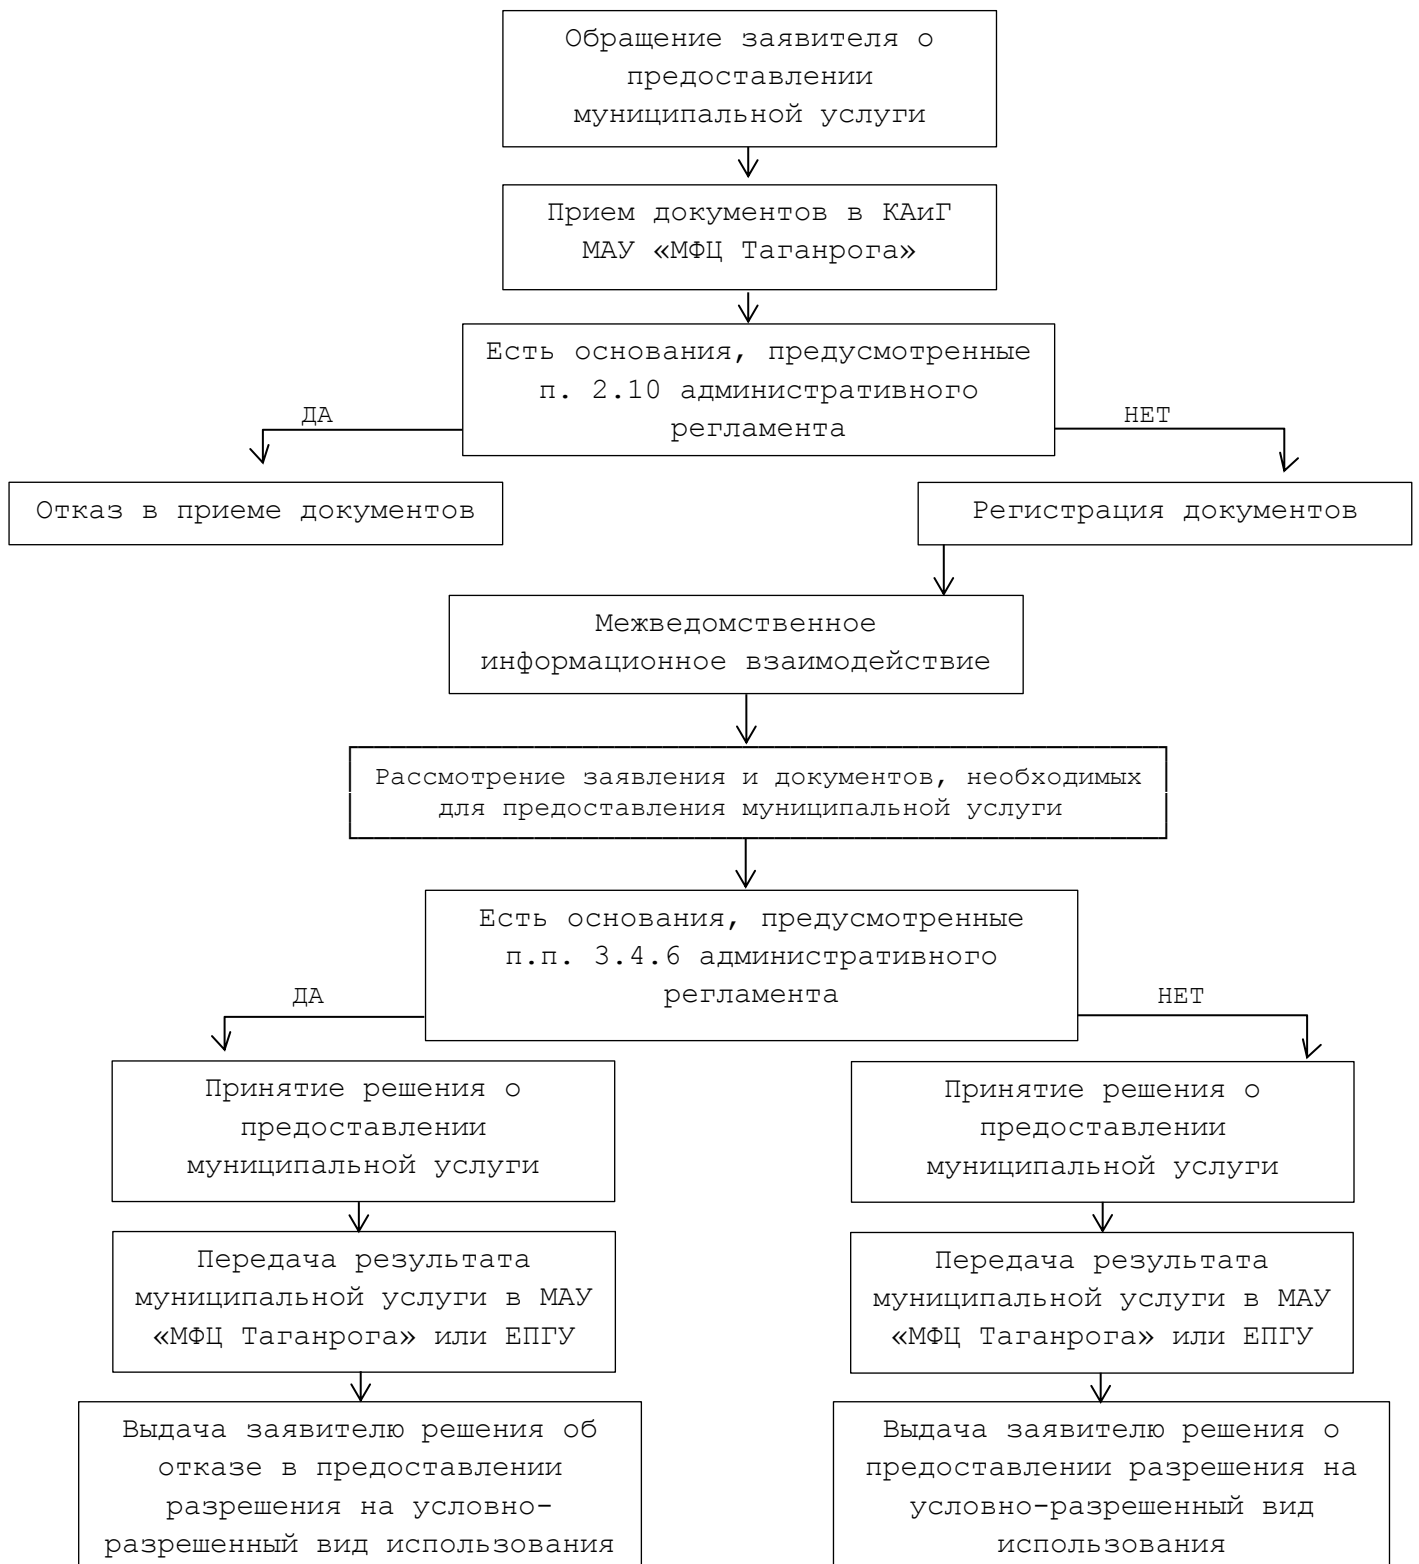 Обращение заявителя о
предоставлении
муниципальной услуги
Прием документов в КАиГ
МАУ «МФЦ Таганрога»
Есть основания, предусмотренные
п. 2.10 административного
регламента
ДА
НЕТ
Отказ в приеме документов
Регистрация документов
Межведомственное
информационное взаимодействие
Рассмотрение заявления и документов, необходимых
для предоставления муниципальной услуги
Есть основания, предусмотренные
п.п. 3.4.6 административного
регламента
ДА
НЕТ
Принятие решения о
предоставлении
муниципальной услуги
Принятие решения о
предоставлении
муниципальной услуги
Передача результата
муниципальной услуги в МАУ
«МФЦ Таганрога» или ЕПГУ
Передача результата
муниципальной услуги в МАУ
«МФЦ Таганрога» или ЕПГУ
Выдача заявителю решения об
отказе в предоставлении
разрешения на условно-
разрешенный вид использования
Выдача заявителю решения о
предоставлении разрешения на
условно-разрешенный вид
использования